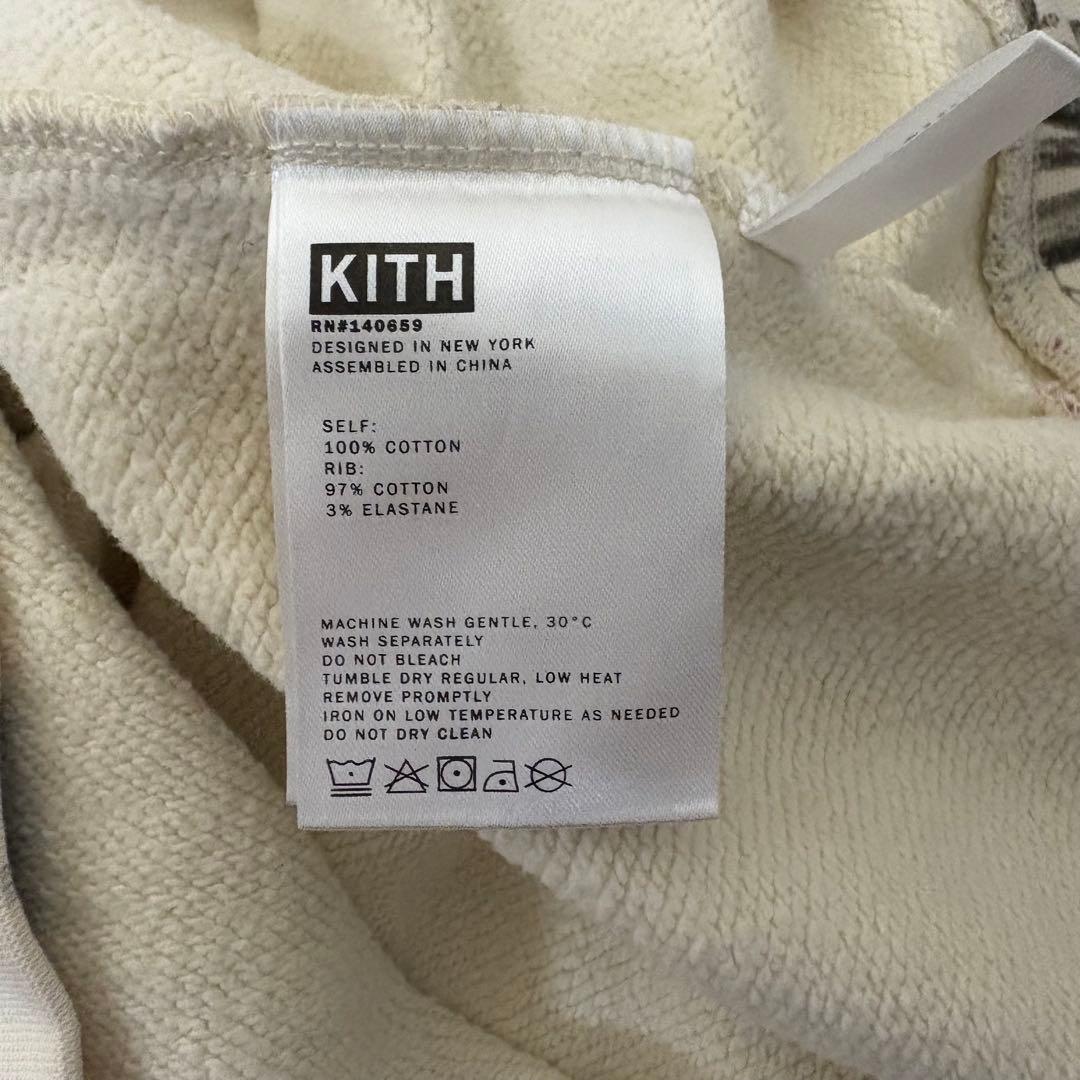 KITH
RN#140659
DESIGNED IN NEW YORK
ASSEMBLED IN CHINA
SELF:
100% COTTON
RIB:
97% COTTON
3% ELASTANE
MACHINE WASH GENTLE, 30°C
WASH SEPARATELY
DO NOT BLEACH
TUMBLE DRY REGULAR, LOW HEAT
REMOVE PROMPTLY
IRON ON LOW TEMPERATURE AS NEEDED
DO NOT DRY CLEAN